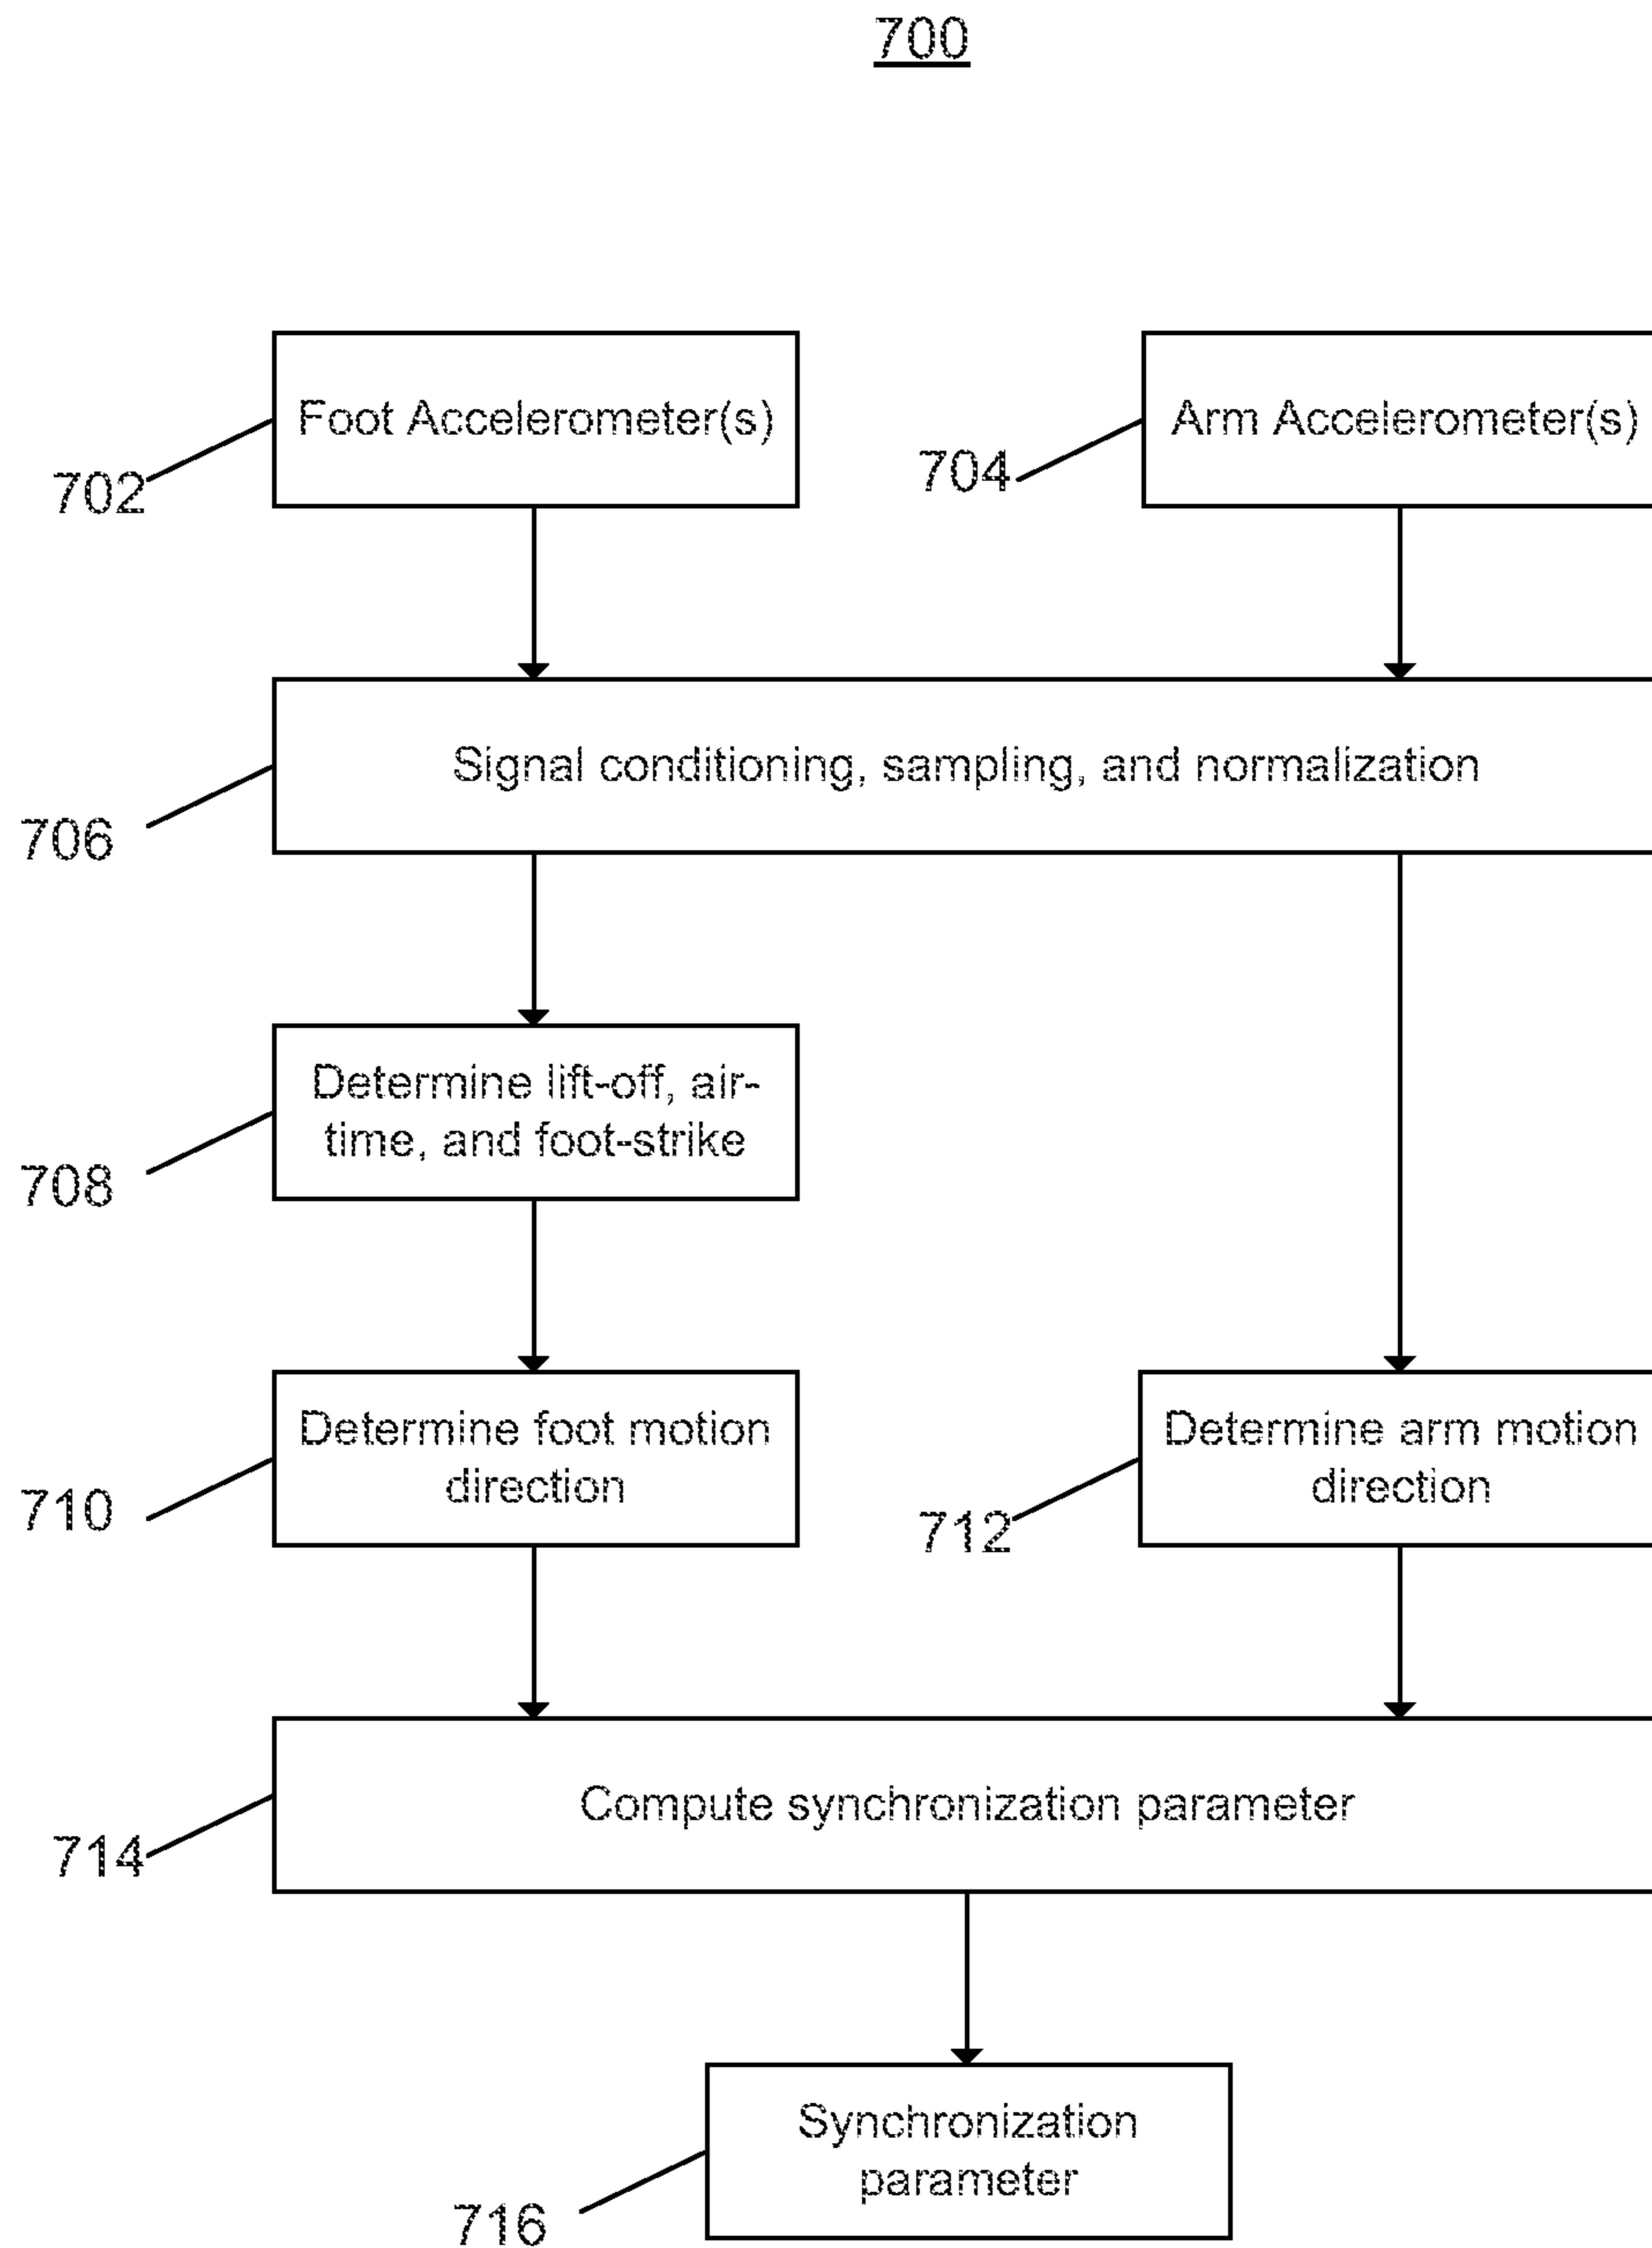 700
Foot Accelerometer(s)
Arm Accelerometer(s)
702
704
Signal conditioning, sampling, and normalization
706
Determine lift-off, air-
time, and foot-strike
708
Determine foot motion
direction
Determine arm motion
direction
710
712
Compute synchronization parameter
714
Synchronization
parameter
716